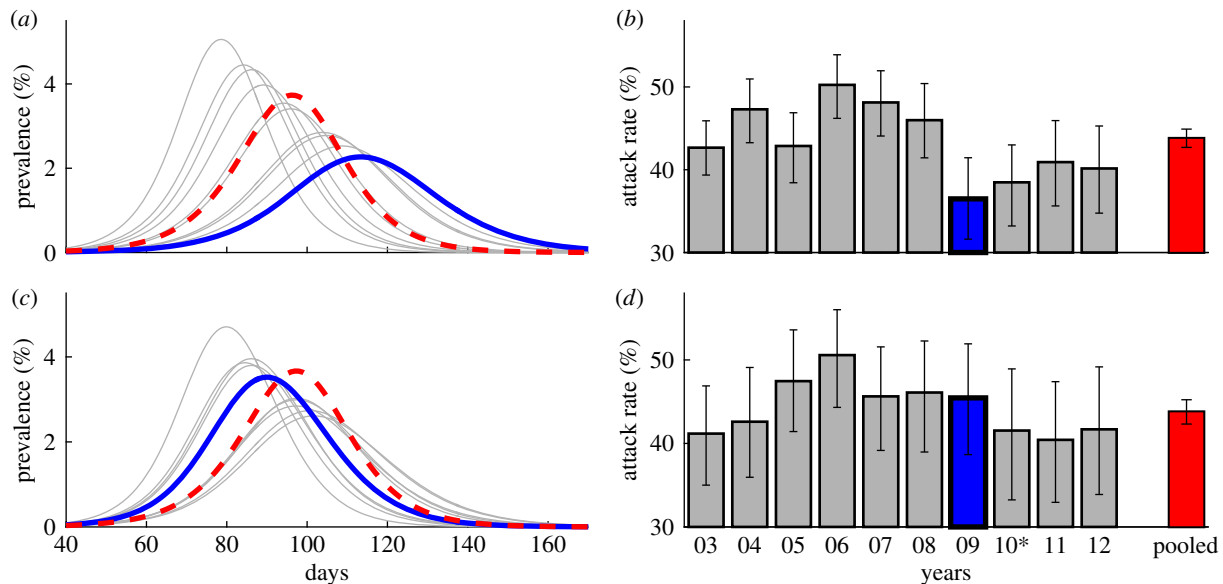 (a)
prevalence (%)
4
2
0
(b)
attack rate (%)
50
40
30
(c)
prevalence (%)
4
2
0
40 60 80 100 120 140 160
days
(d)
attack rate (%)
50
40
30
03 04 05 06 07 08 09 10* 11 12 pooled
years